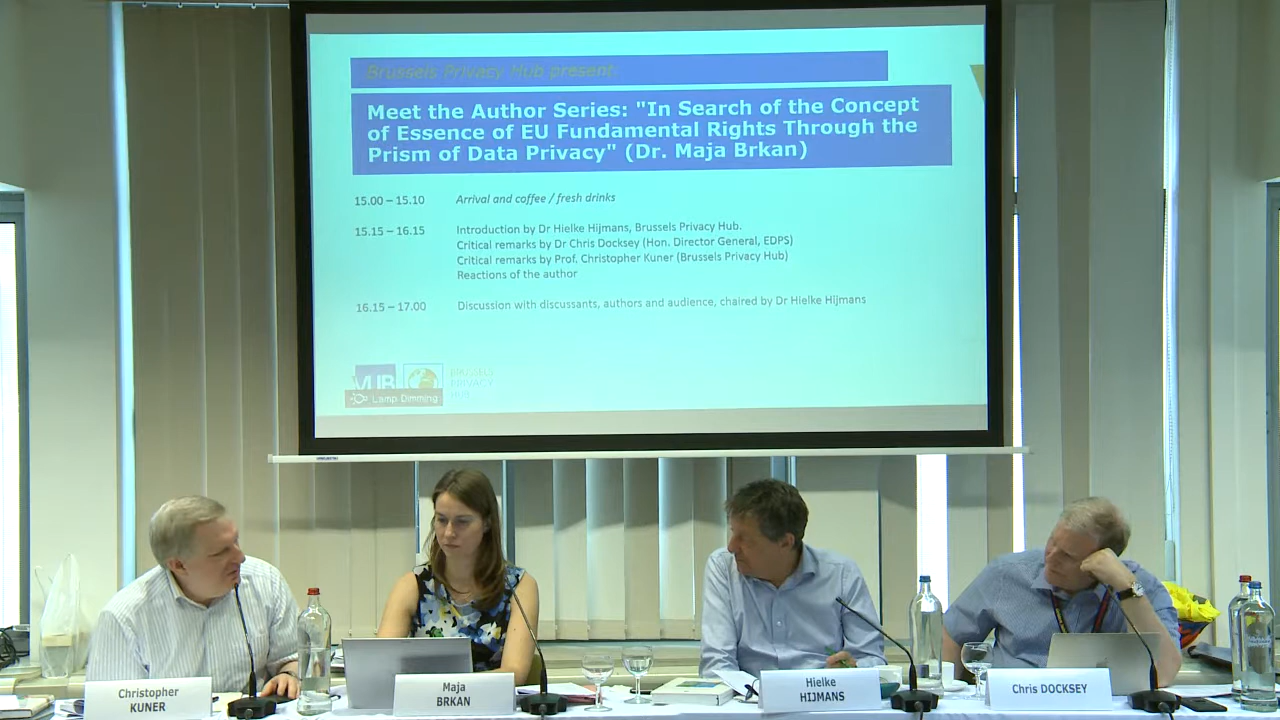 Brussels Privacy Hub present:
Meet the Author Series: "In Search of the Concept
of Essence of EU Fundamental Rights Through the
Prism of Data Privacy" (Dr. Maja Brkan)
15.00 – 15.10 Arrival and coffee / fresh drinks
15.15 – 16.15 Introduction by Dr Hielke Hijmans, Brussels Privacy Hub.
Critical remarks by Dr Chris Docksey (Hon. Director General, EDPS)
Critical remarks by Prof. Christopher Kuner (Brussels Privacy Hub)
Reactions of the author
16.15 – 17.00 Discussion with discussants, authors and audience, chaired by Dr Hielke Hijmans
VUB
BRUSSELS
PRIVACY
HUB
Lamp Dimming
Christopher
KUNER
Maja
BRKAN
Hielke
HIJMANS
Chris DOCKSEY